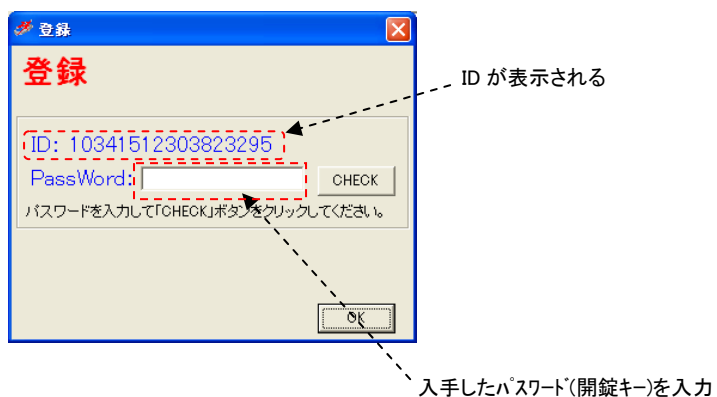 登録
登録
ID が表示される
ID: 10341512303823295
PassWord:
CHECK
パスワードを入力して「CHECK」ボタンをクリックしてください。
OK
入手したパスワード(開錠キー)を入力